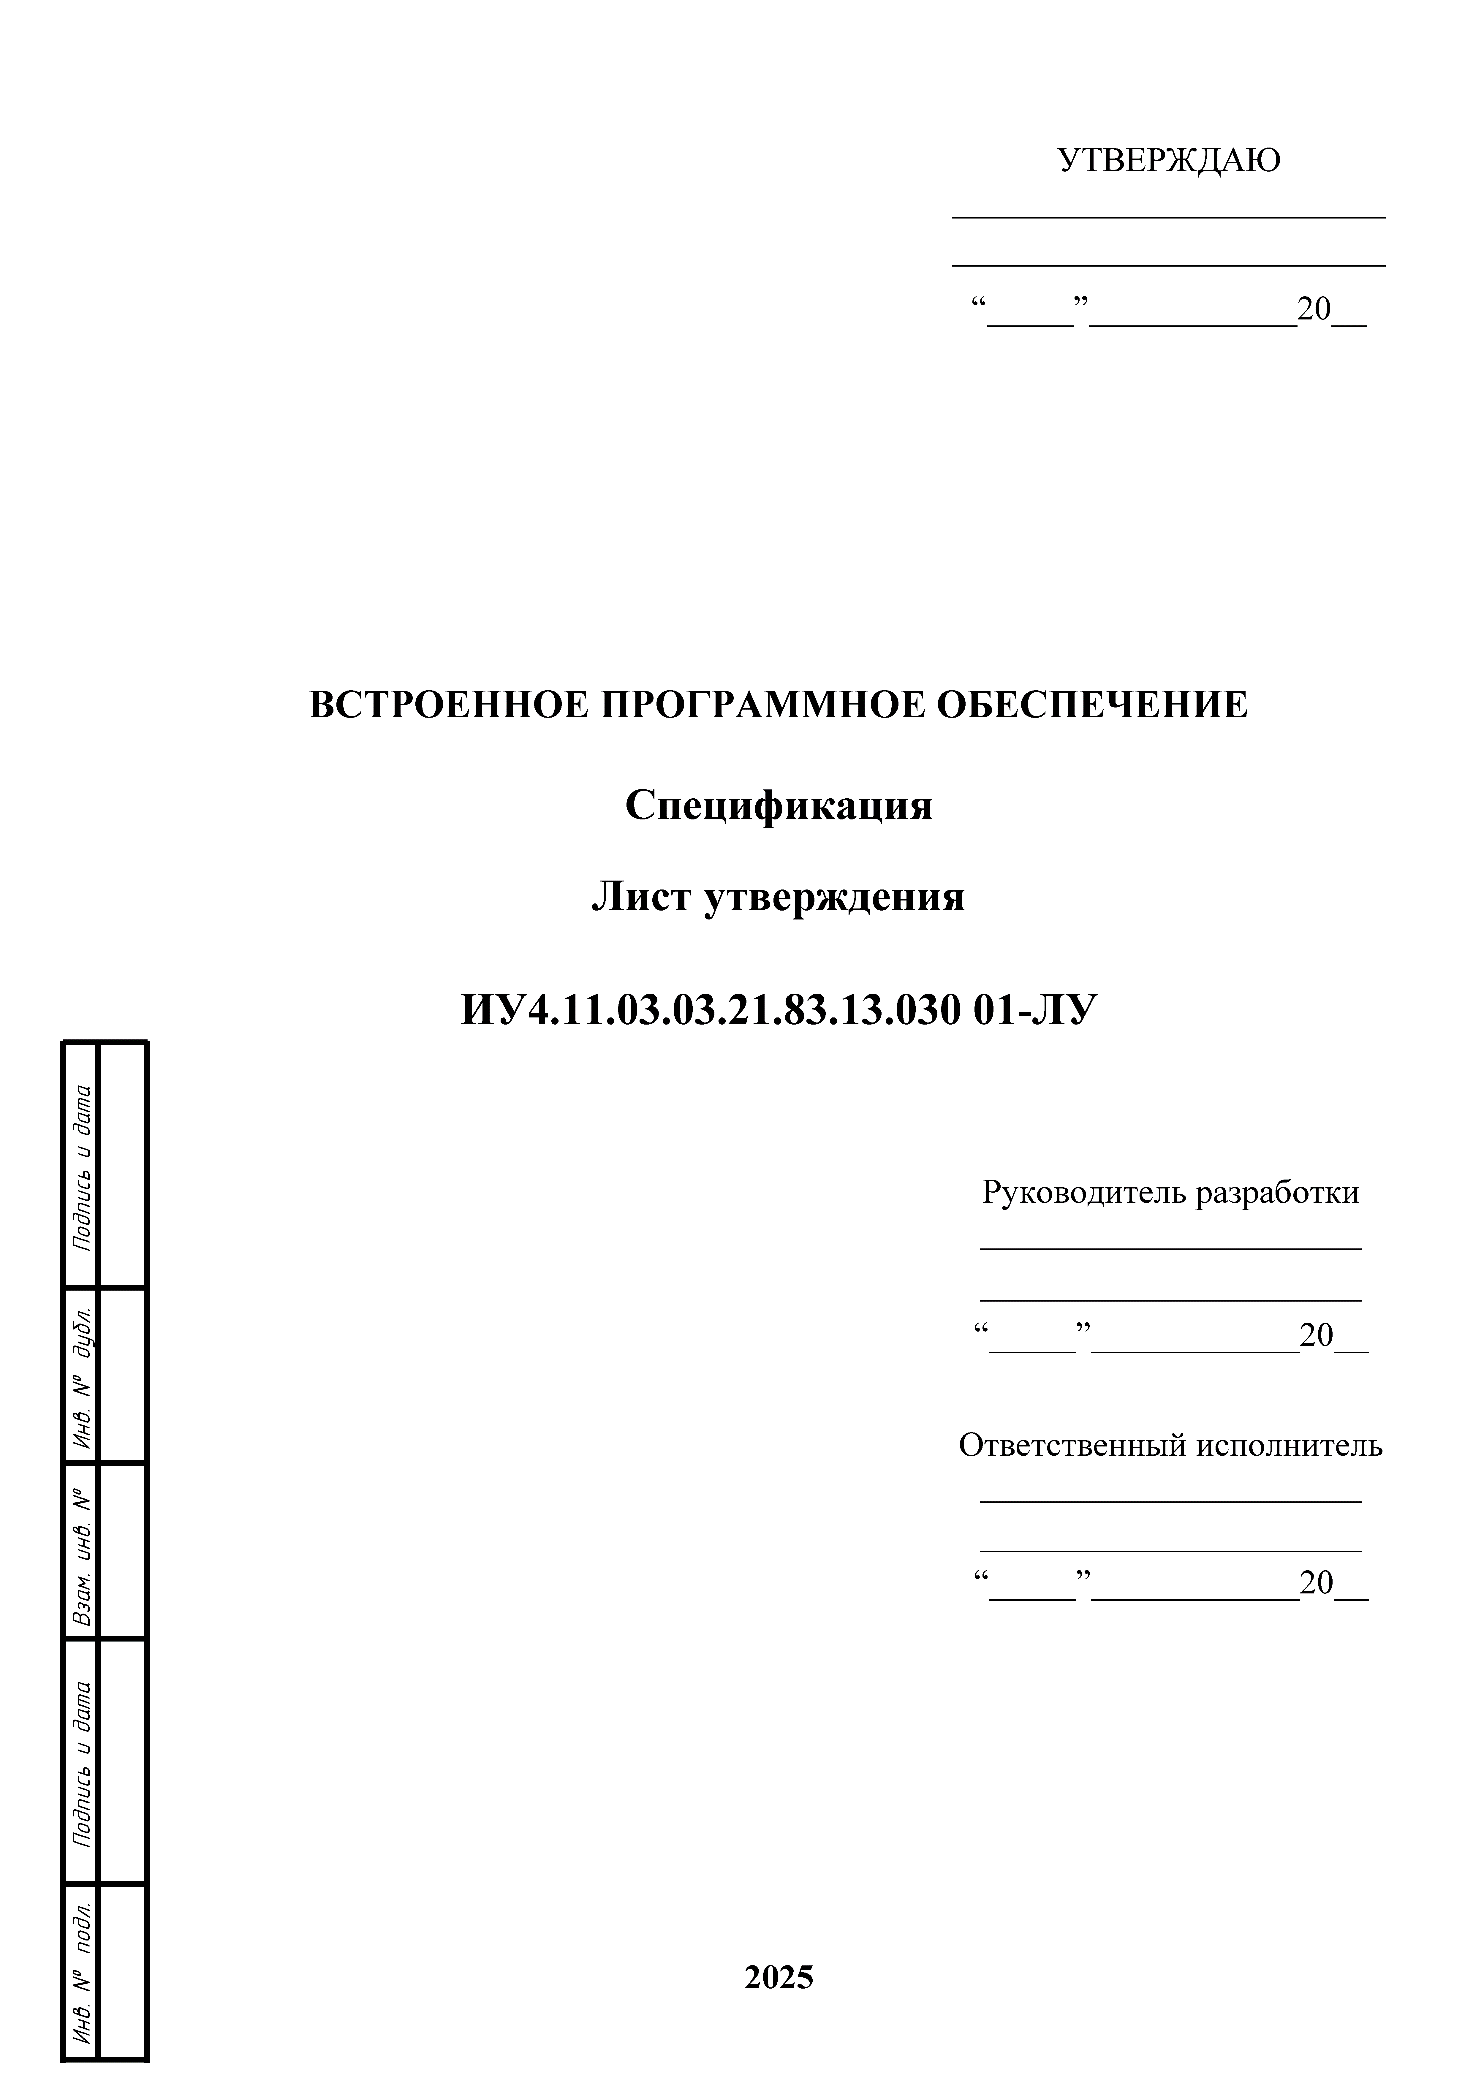 УТВЕРЖДАЮ
“_____”____________20__
ВСТРОЕННОЕ ПРОГРАММНОЕ ОБЕСПЕЧЕНИЕ
Спецификация
Лист утверждения
ИУ4.11.03.03.21.83.13.030 01-ЛУ
Руководитель разработки
“_____”____________20__
Ответственный исполнитель
“_____”____________20__
Подпись и дата
Инв. № дубл.
Взам. инв. №
Подпись и дата
Инв. № подл.
2025